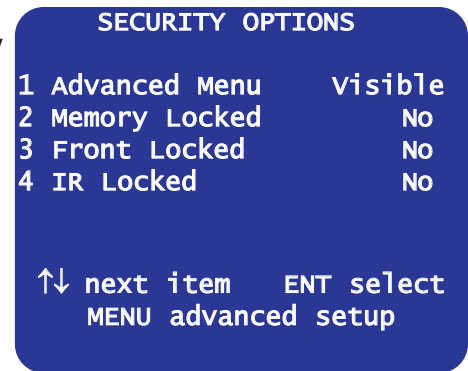 SECURITY OPTIONS
1 Advanced Menu Visible
2 Memory Locked No
3 Front Locked No
4 IR Locked No
↑↓ next item ENT select
MENU advanced setup